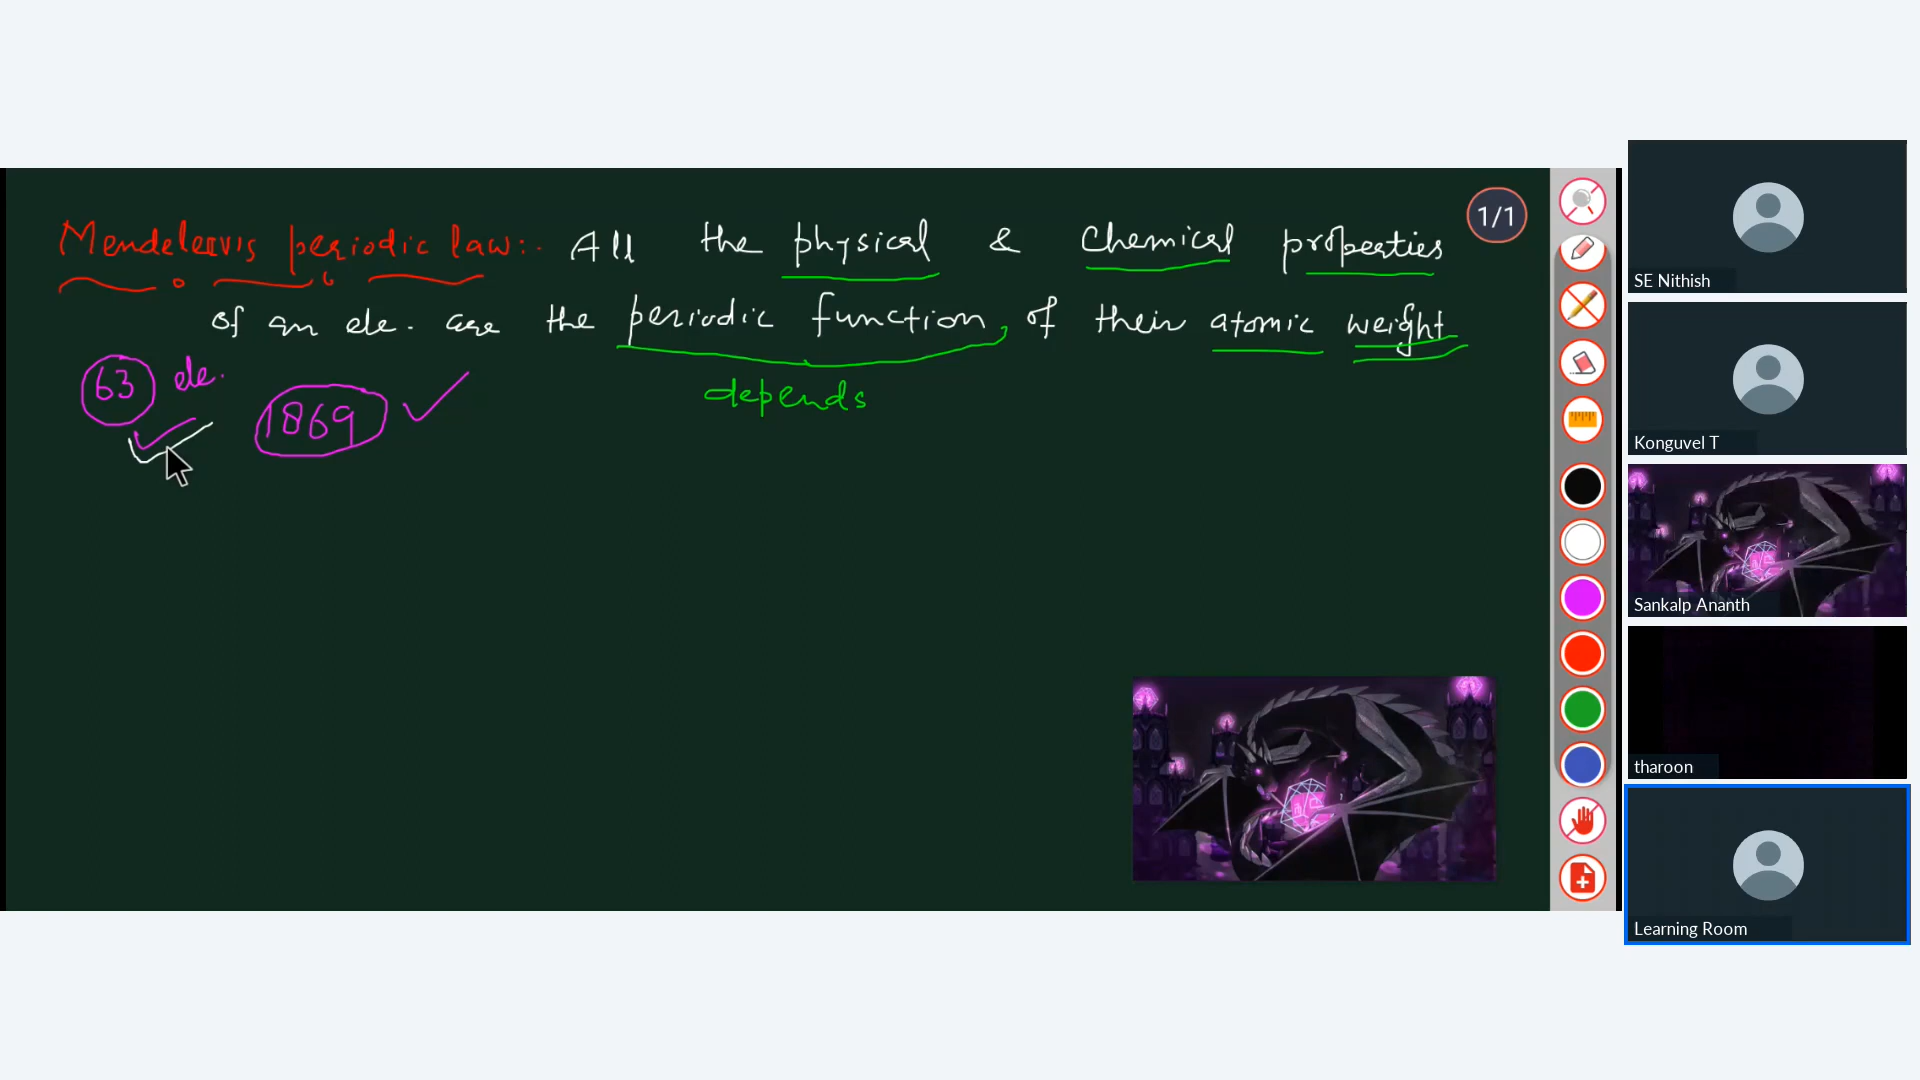 Mendeleevis periodic law:- All the physical & Chemical properties
of an ele. are the periodic function, of their atomic weight
63 ele.
1869
depends
1/1
SE Nithish
Konguvel T
Sankalp Ananth
tharoon
Learning Room